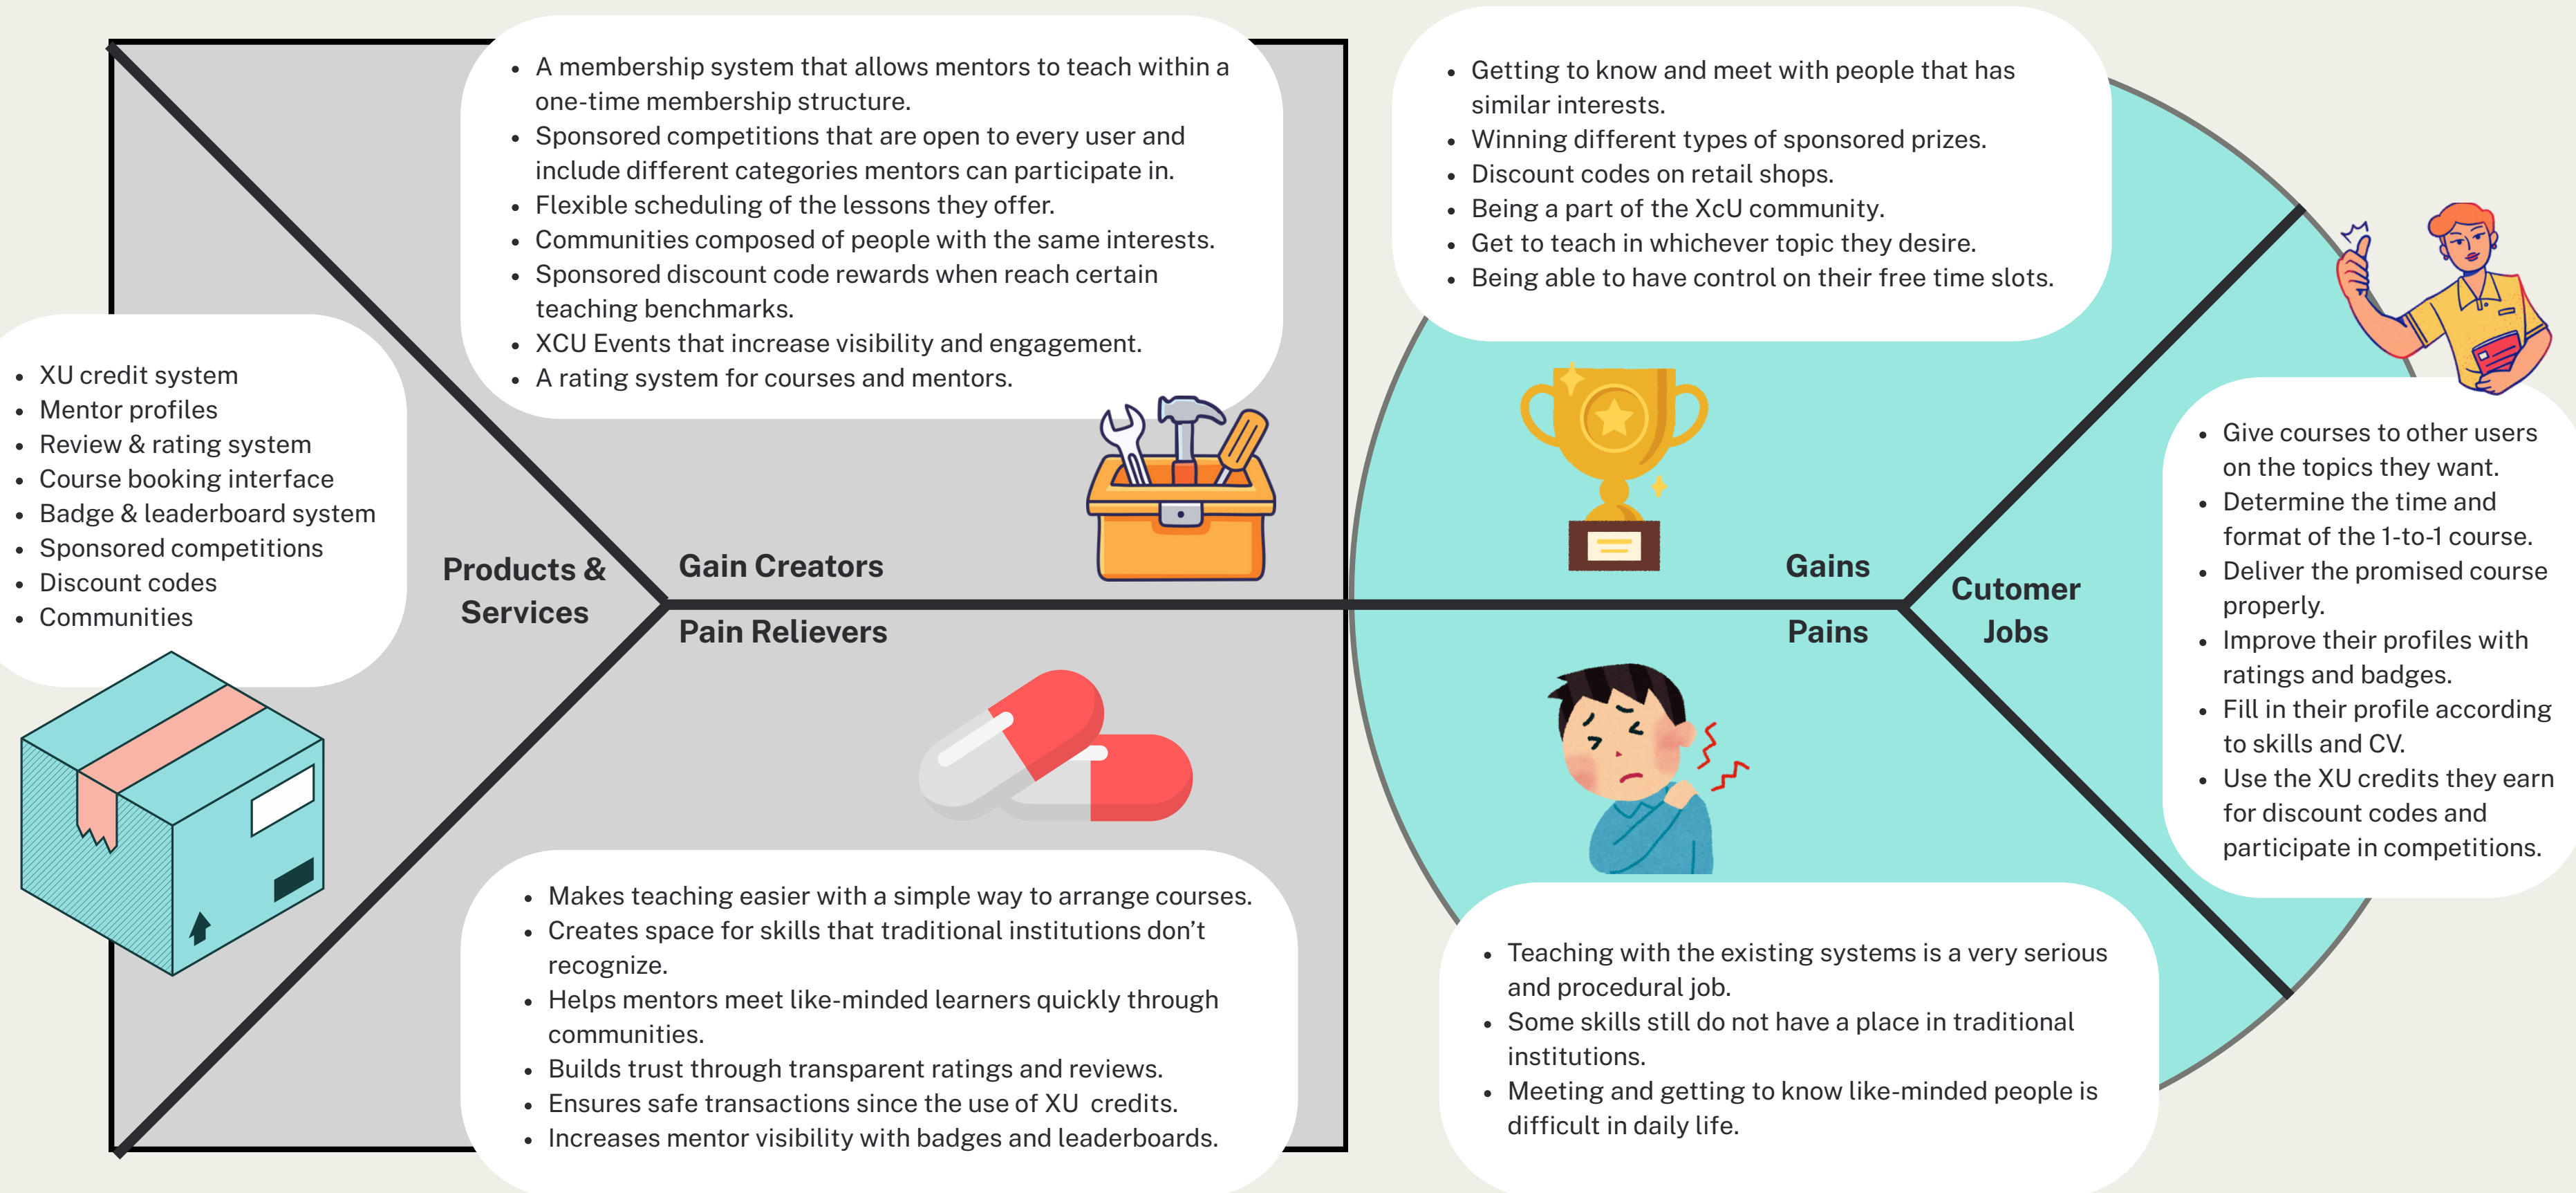 • A membership system that allows mentors to teach within a
one-time membership structure.
• Sponsored competitions that are open to every user and
include different categories mentors can participate in.
• Flexible scheduling of the lessons they offer.
• Communities composed of people with the same interests.
• Sponsored discount code rewards when reach certain
teaching benchmarks.
• XCU Events that increase visibility and engagement.
• A rating system for courses and mentors.
• XU credit system
• Mentor profiles
• Review & rating system
• Course booking interface
• Badge & leaderboard system
• Sponsored competitions
• Discount codes
• Communities
Products &
Services
Gain Creators
Pain Relievers
• Makes teaching easier with a simple way to arrange courses.
• Creates space for skills that traditional institutions don’t
recognize.
• Helps mentors meet like-minded learners quickly through
communities.
• Builds trust through transparent ratings and reviews.
• Ensures safe transactions since the use of XU credits.
• Increases mentor visibility with badges and leaderboards.
• Getting to know and meet with people that has
similar interests.
• Winning different types of sponsored prizes.
• Discount codes on retail shops.
• Being a part of the XcU community.
• Get to teach in whichever topic they desire.
• Being able to have control on their free time slots.
Gains
Pains
Cutomer
Jobs
• Give courses to other users
on the topics they want.
• Determine the time and
format of the 1-to-1 course.
• Deliver the promised course
properly.
• Improve their profiles with
ratings and badges.
• Fill in their profile according
to skills and CV.
• Use the XU credits they earn
for discount codes and
participate in competitions.
• Teaching with the existing systems is a very serious
and procedural job.
• Some skills still do not have a place in traditional
institutions.
• Meeting and getting to know like-minded people is
difficult in daily life.